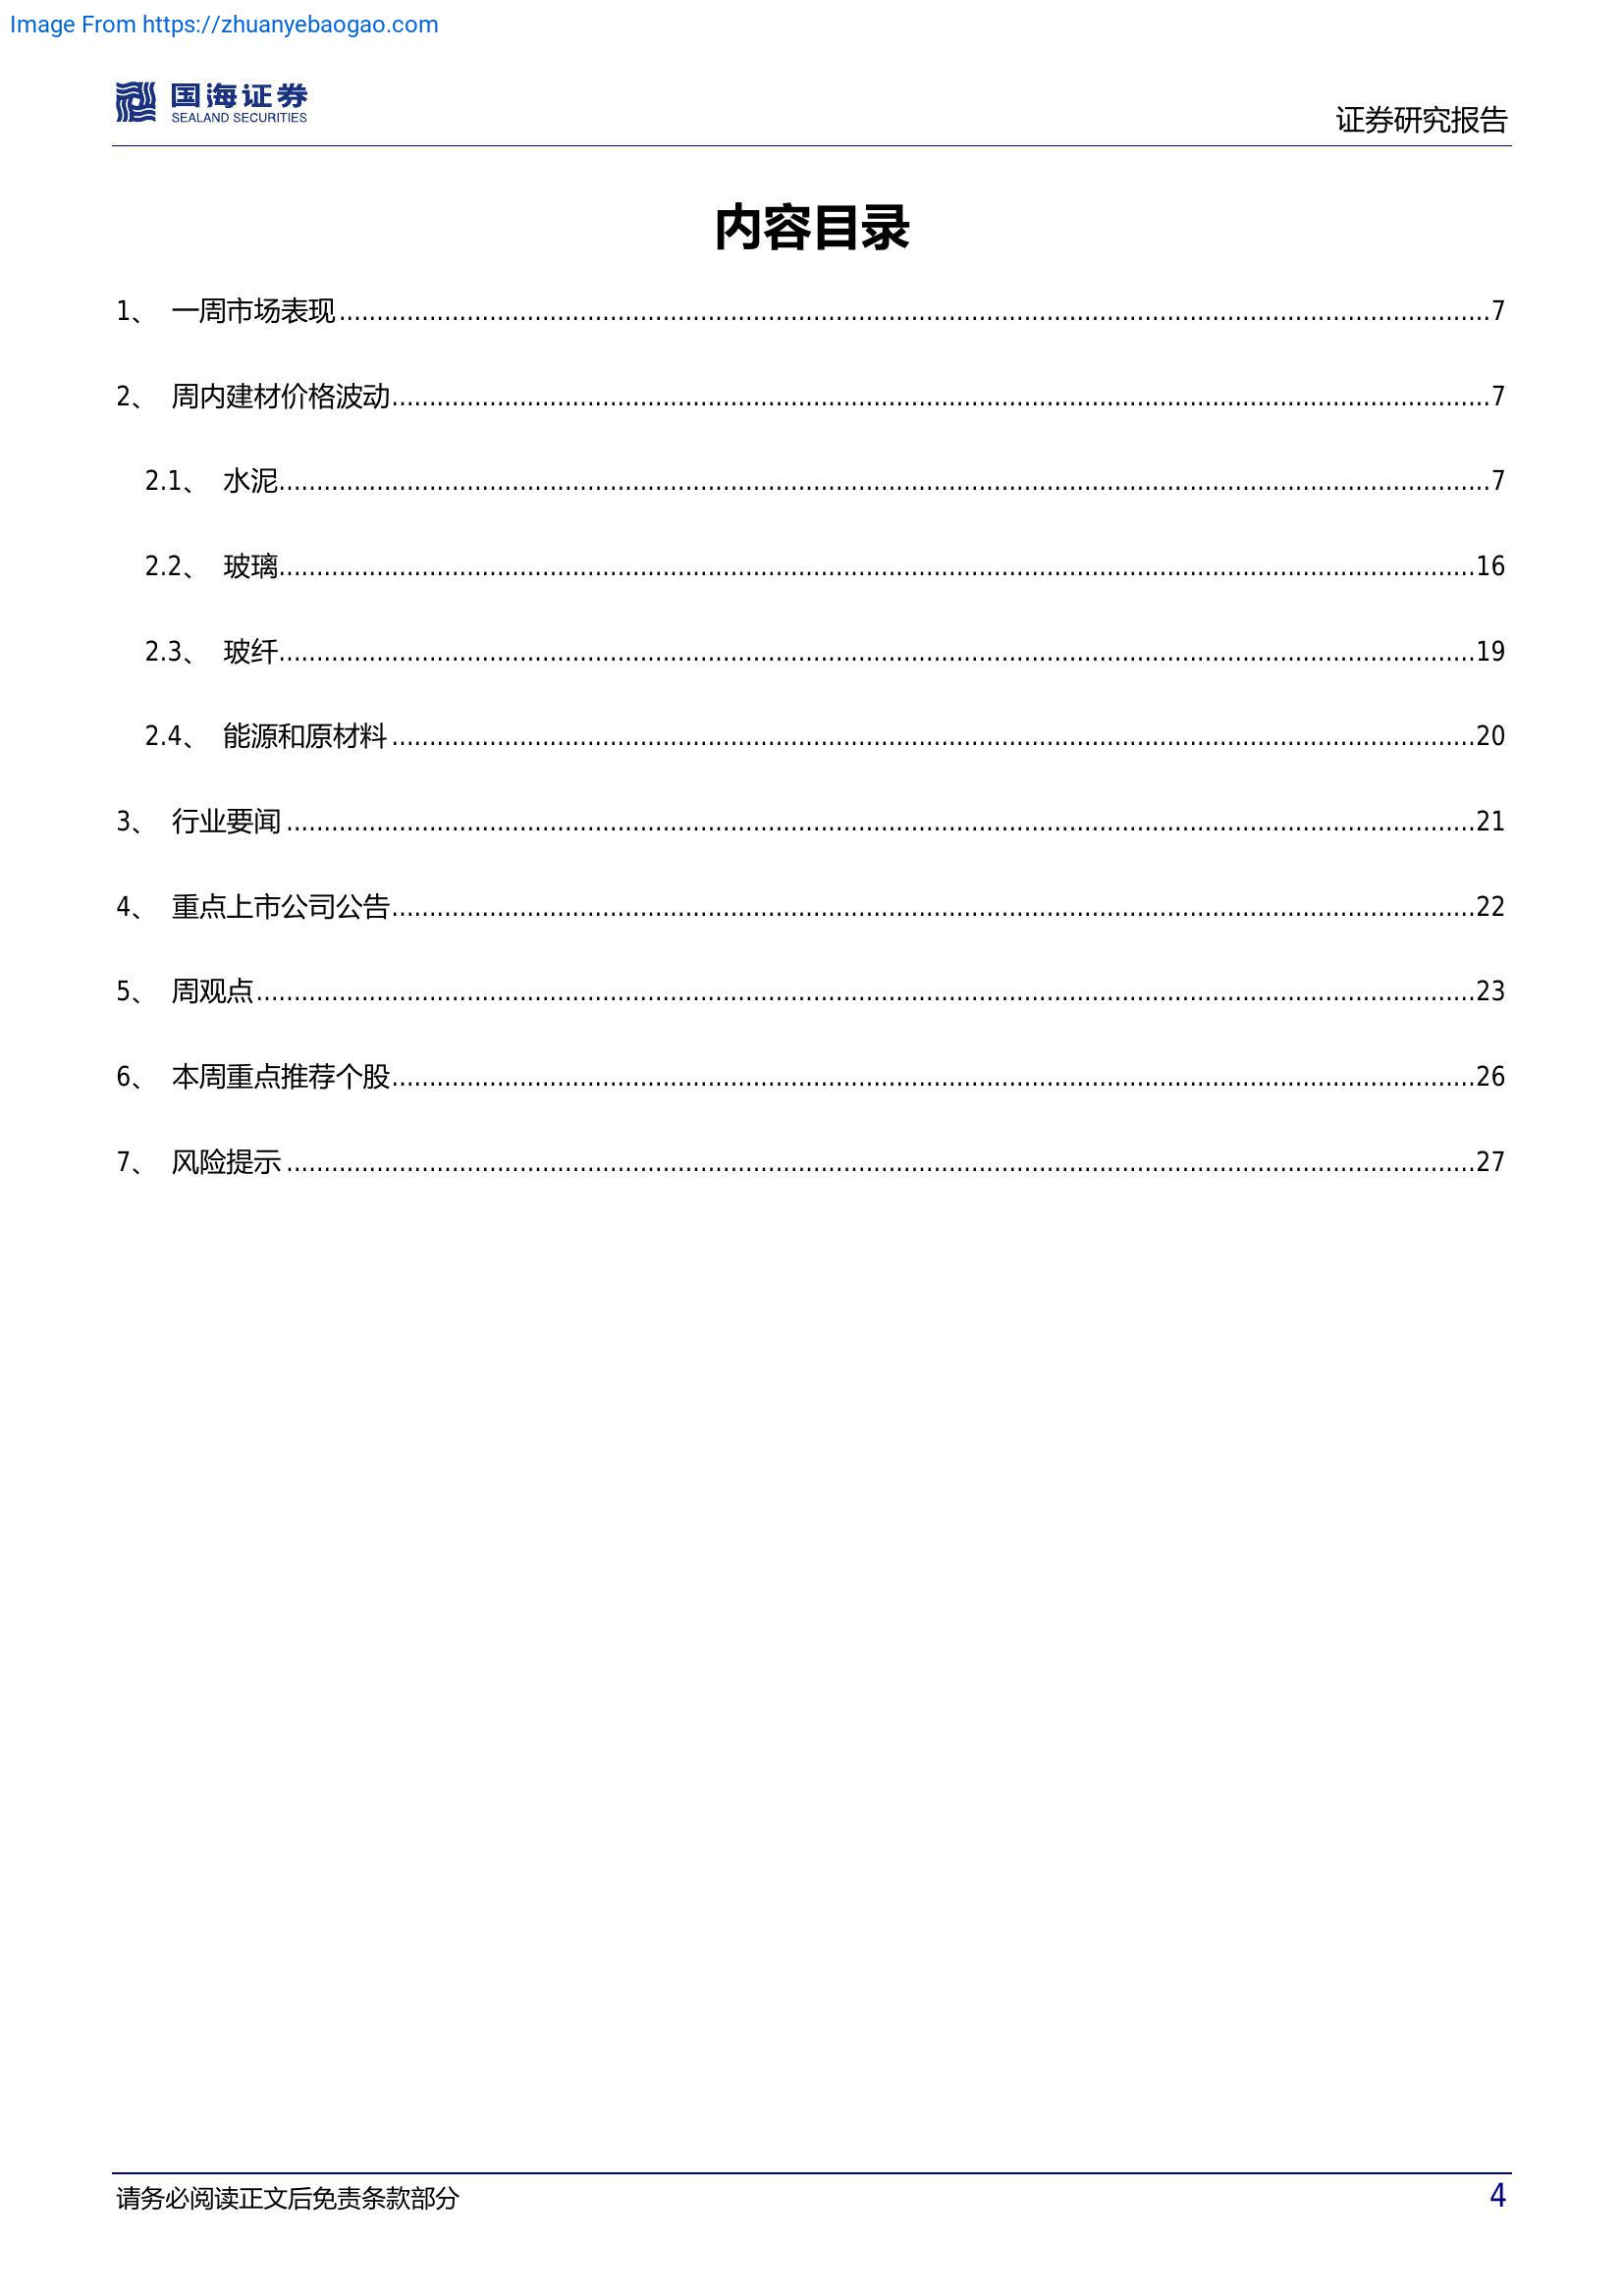 Image From https://zhuanyebaogao.com
国海证券
SEALAND SECURITIES
证券研究报告
内容目录
1、 一周市场表现 7
2、 周内建材价格波动 7
2.1、 水泥 7
2.2、 玻璃 16
2.3、 玻纤 19
2.4、 能源和原材料 20
3、 行业要闻 21
4、 重点上市公司公告 22
5、 周观点 23
6、 本周重点推荐个股 26
7、 风险提示 27
请务必阅读正文后免责条款部分 4